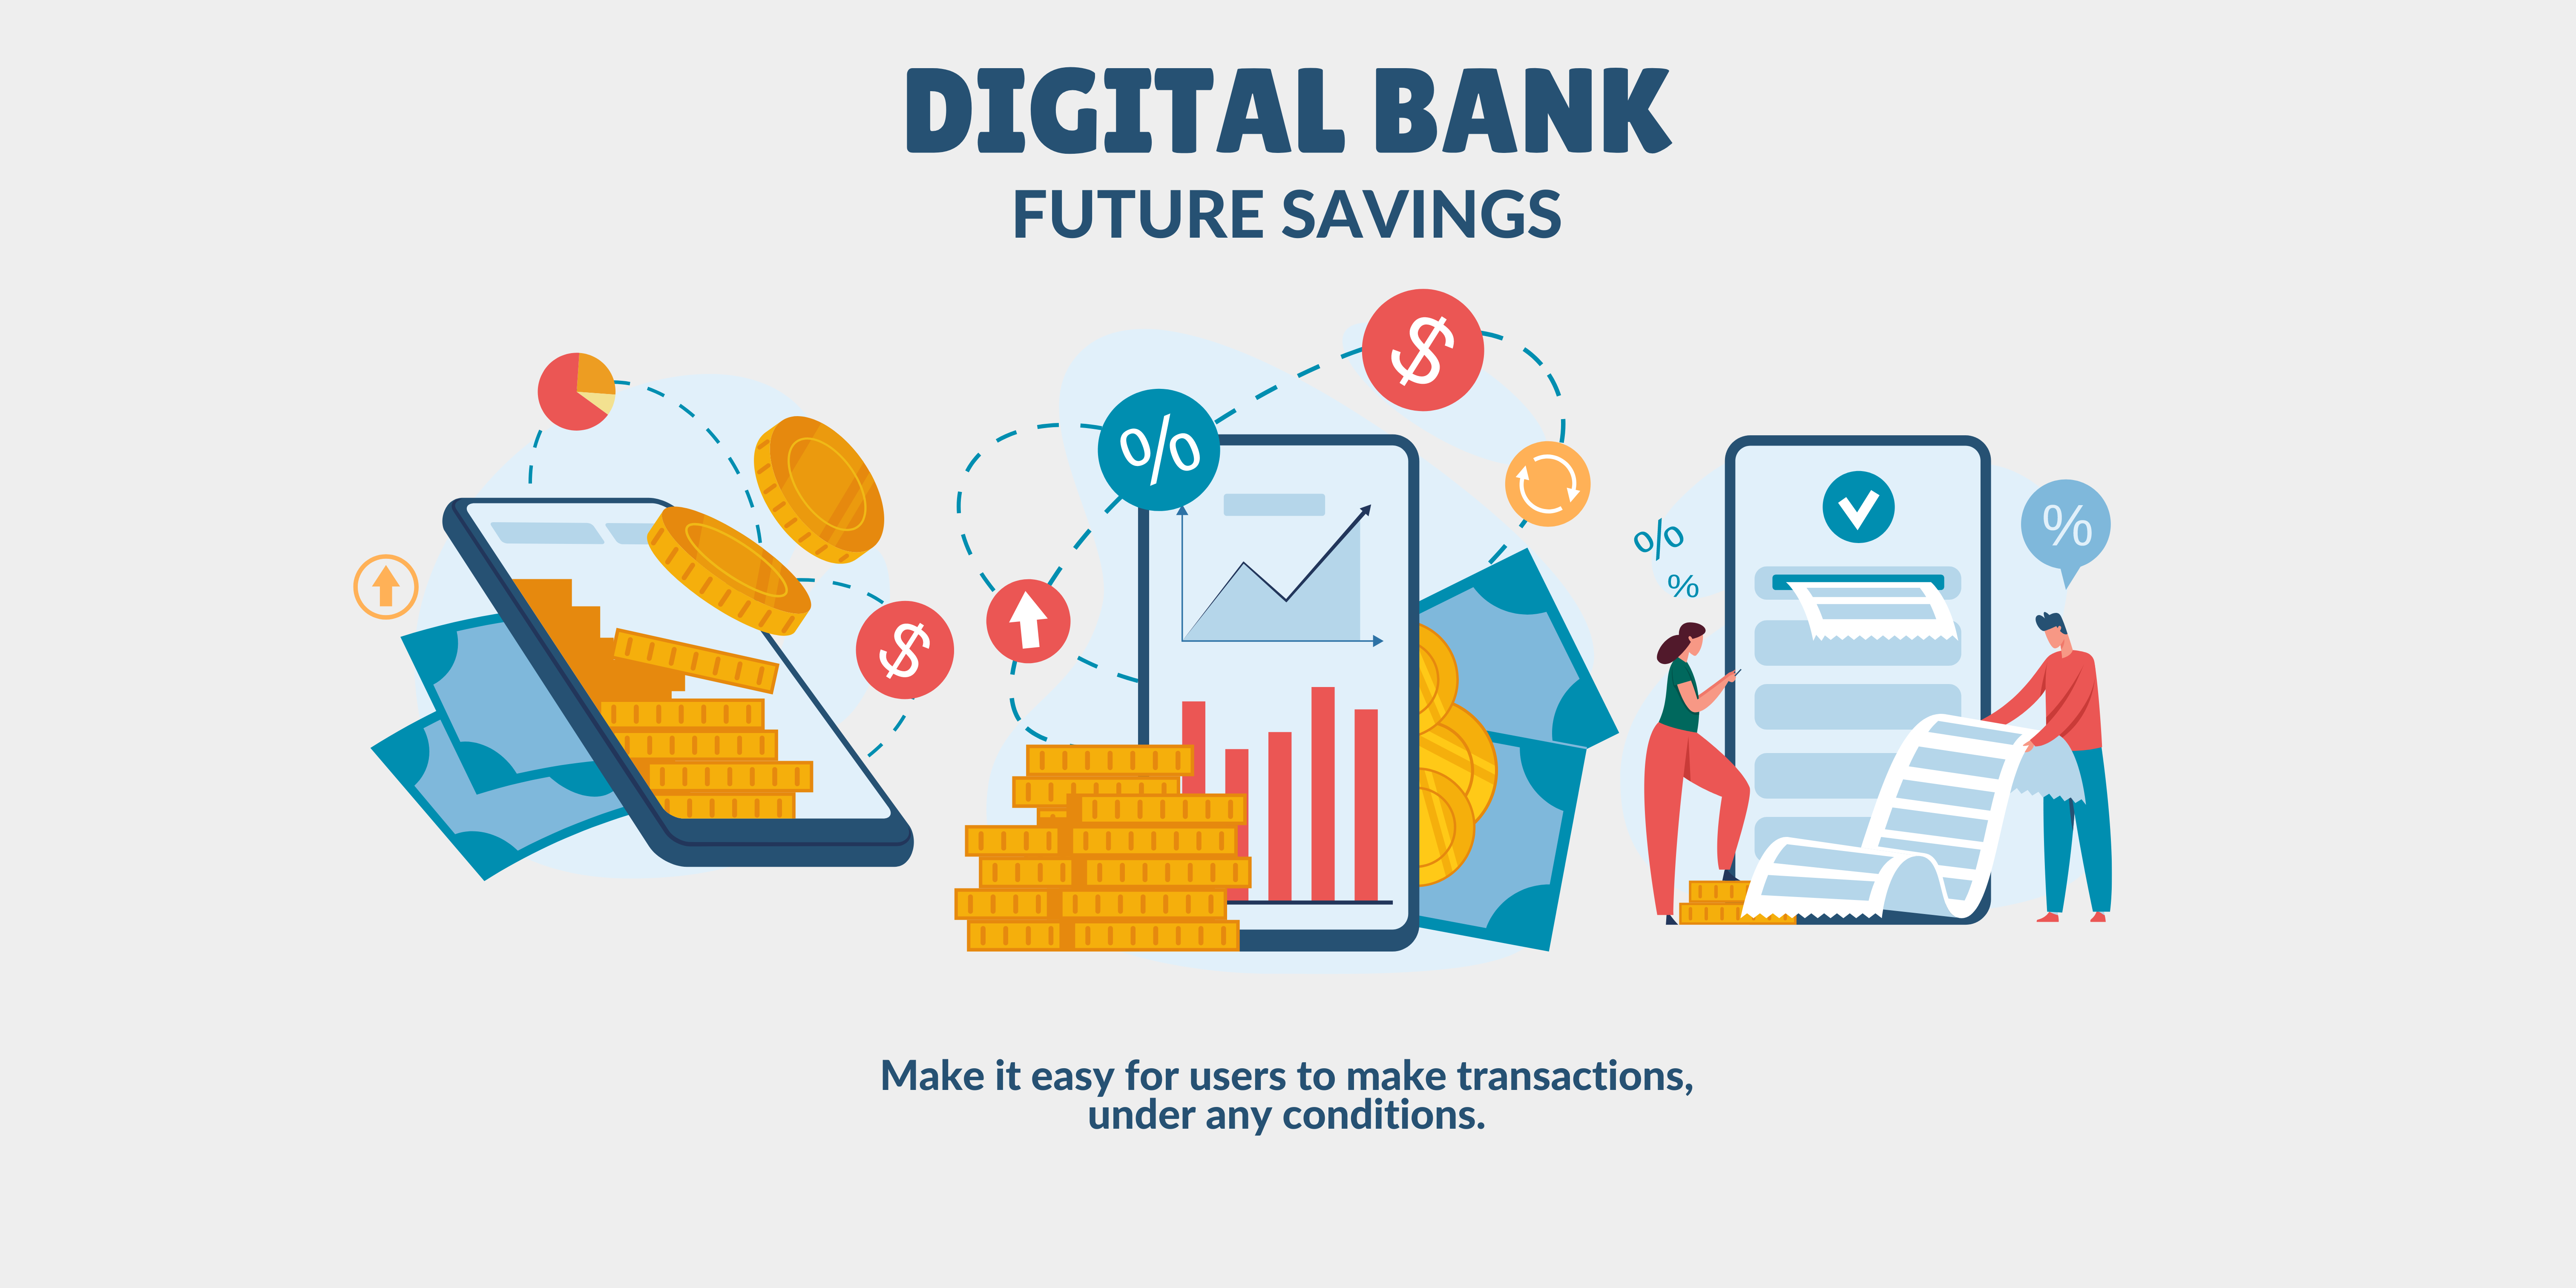 DIGITAL BANK
FUTURE SAVINGS
$
%
%
%
%
$
Make it easy for users to make transactions,
under any conditions.